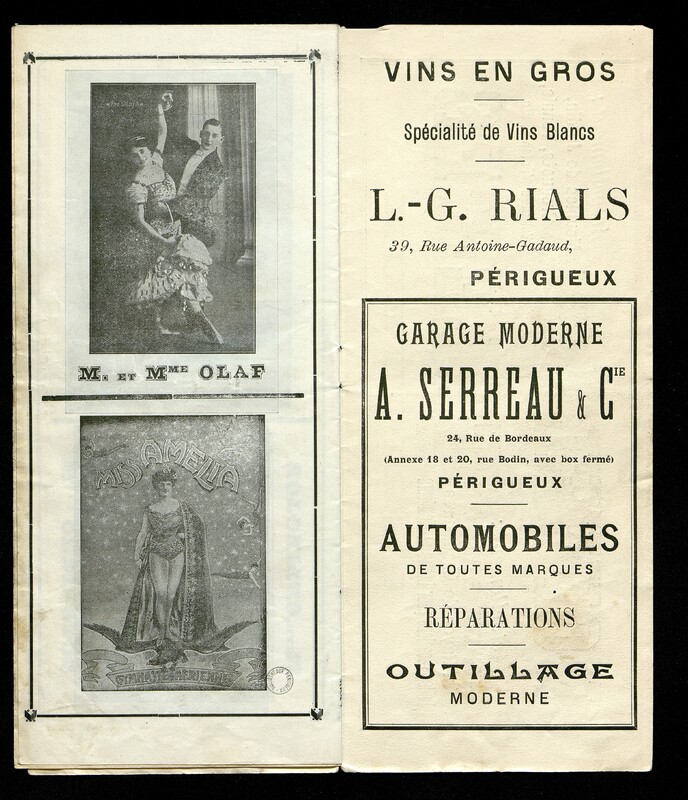 M. ET MME OLAF
MISS AMELIA
GYMNASTE AERIENNE
VINS EN GROS
Spécialité de Vins Blancs
L.-G. RIALS
39, Rue Antoine-Gadaud,
PÉRIGUEUX
GARAGE MODERNE
A. SERREAU & CIE
24, Rue de Bordeaux
(Annexe 18 et 20, rue Bodin, avec box fermé)
PÉRIGUEUX
AUTOMOBILES
DE TOUTES MARQUES
RÉPARATIONS
OUTILLAGE
MODERNE